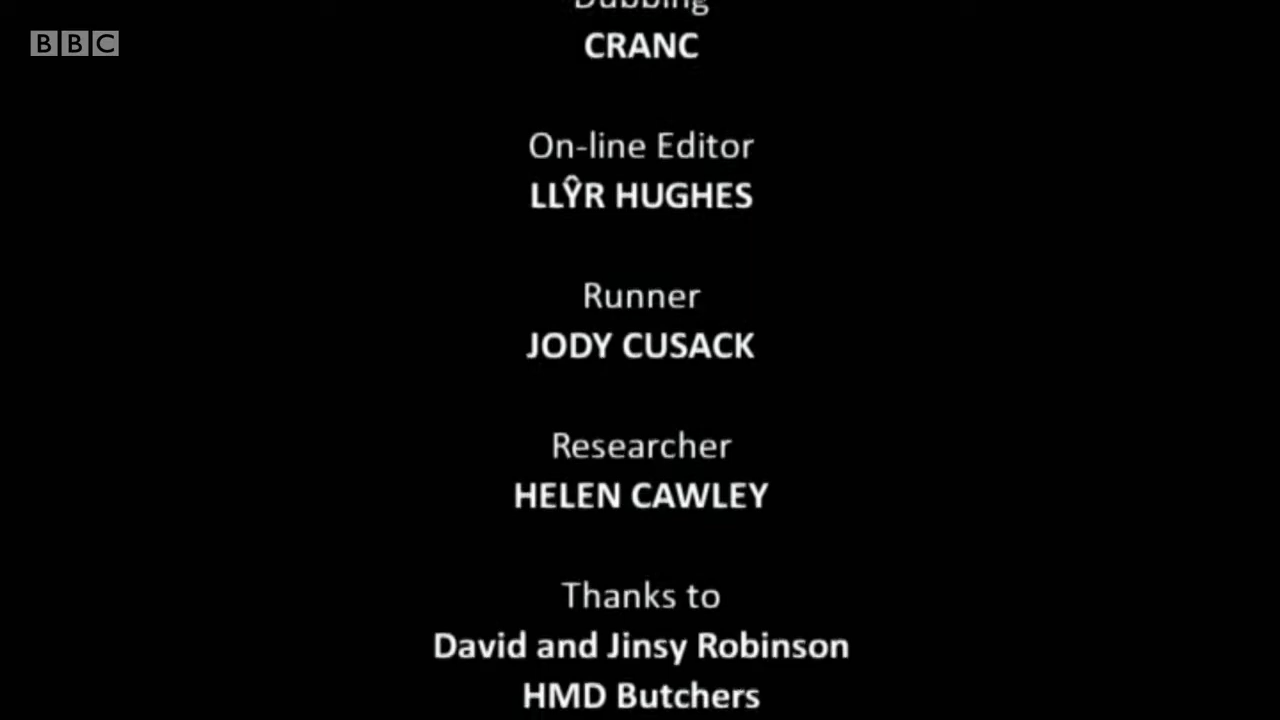 BBC
Dubbing
CRANC
On-line Editor
LLŶR HUGHES
Runner
JODY CUSACK
Researcher
HELEN CAWLEY
Thanks to
David and Jinsy Robinson
HMD Butchers